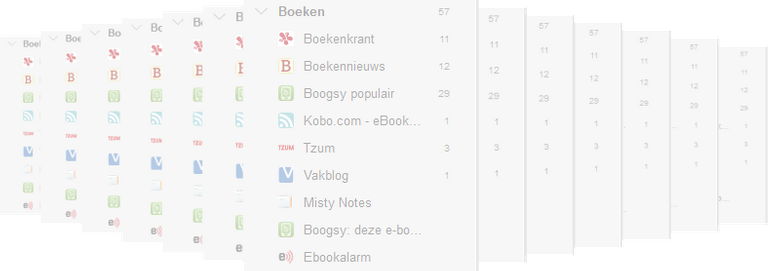 Boeken 57
Boekenkrant 11
Boekennieuws 12
Boogsy populair 29
Kobo.com - eBook... 1
Tzum 3
Vakblog 1
Misty Notes
Boogsy: deze e-bo...
Ebookalarm